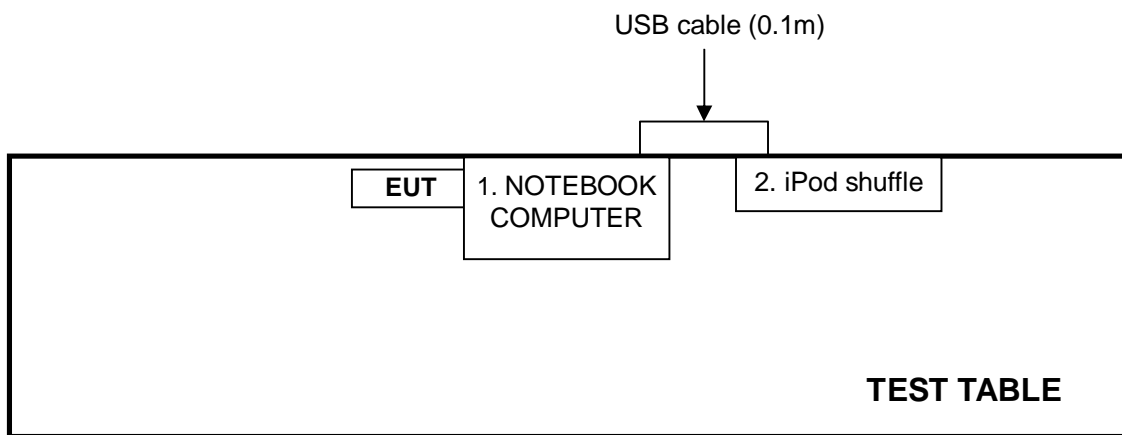 USB cable (0.1m)
EUT
1. NOTEBOOK
COMPUTER
2. iPod shuffle
TEST TABLE